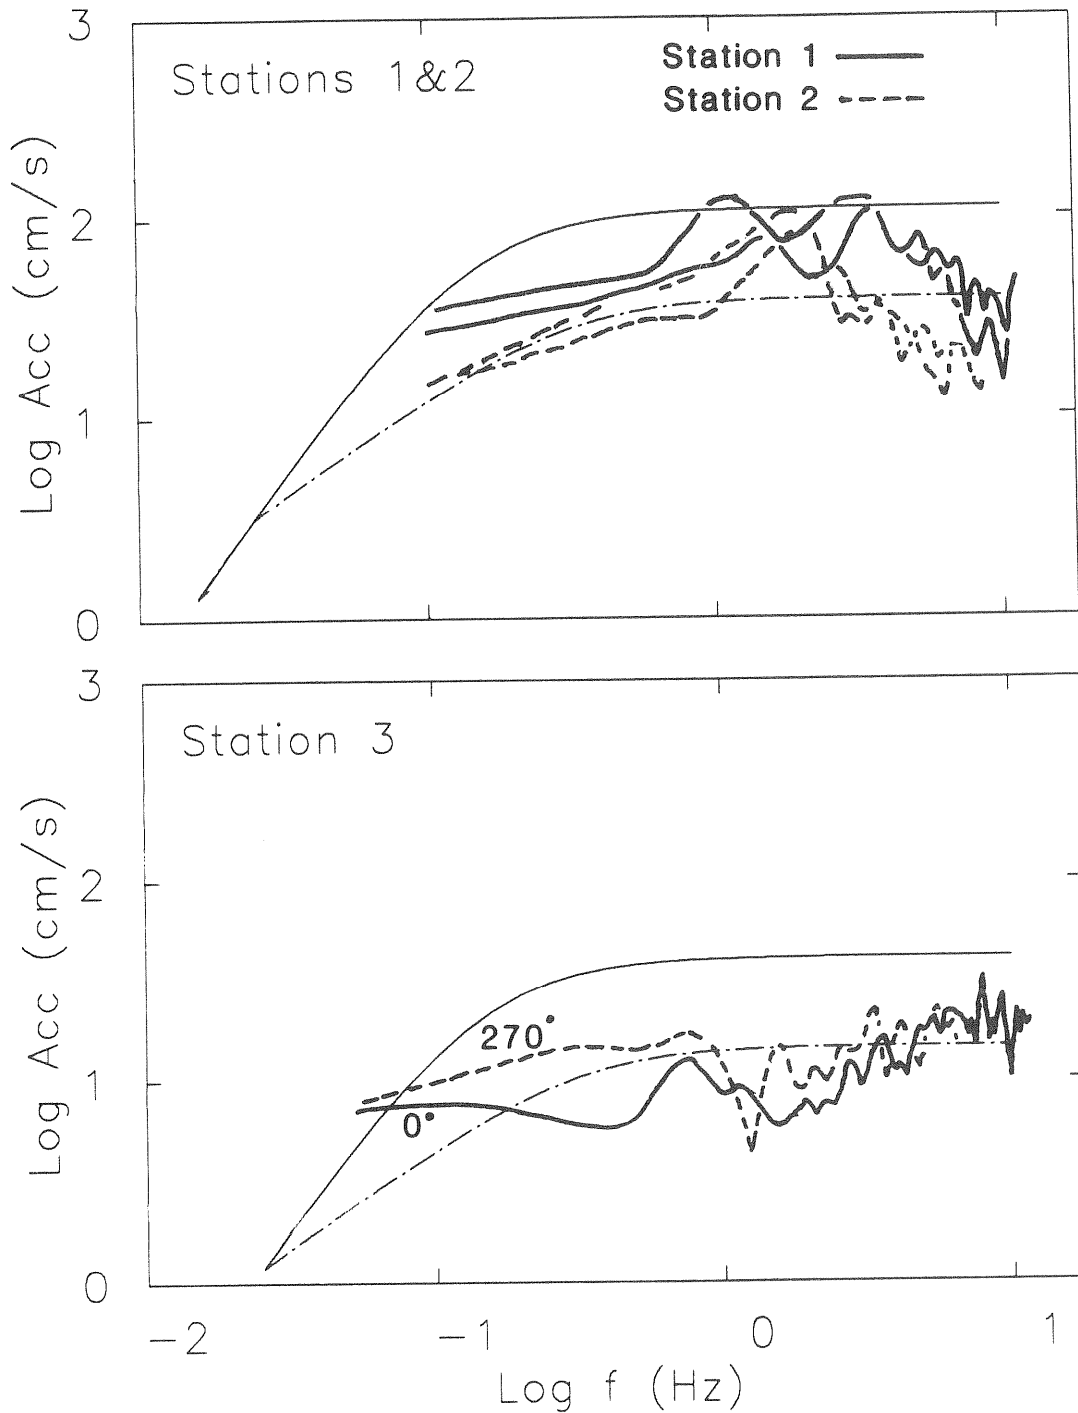 3
Stations 1&2
Station 1
Station 2
2
1
0
Log Acc (cm/s)
3
Station 3
2
270°
1
0°
0
Log Acc (cm/s)
−2 −1 0 1
Log f (Hz)